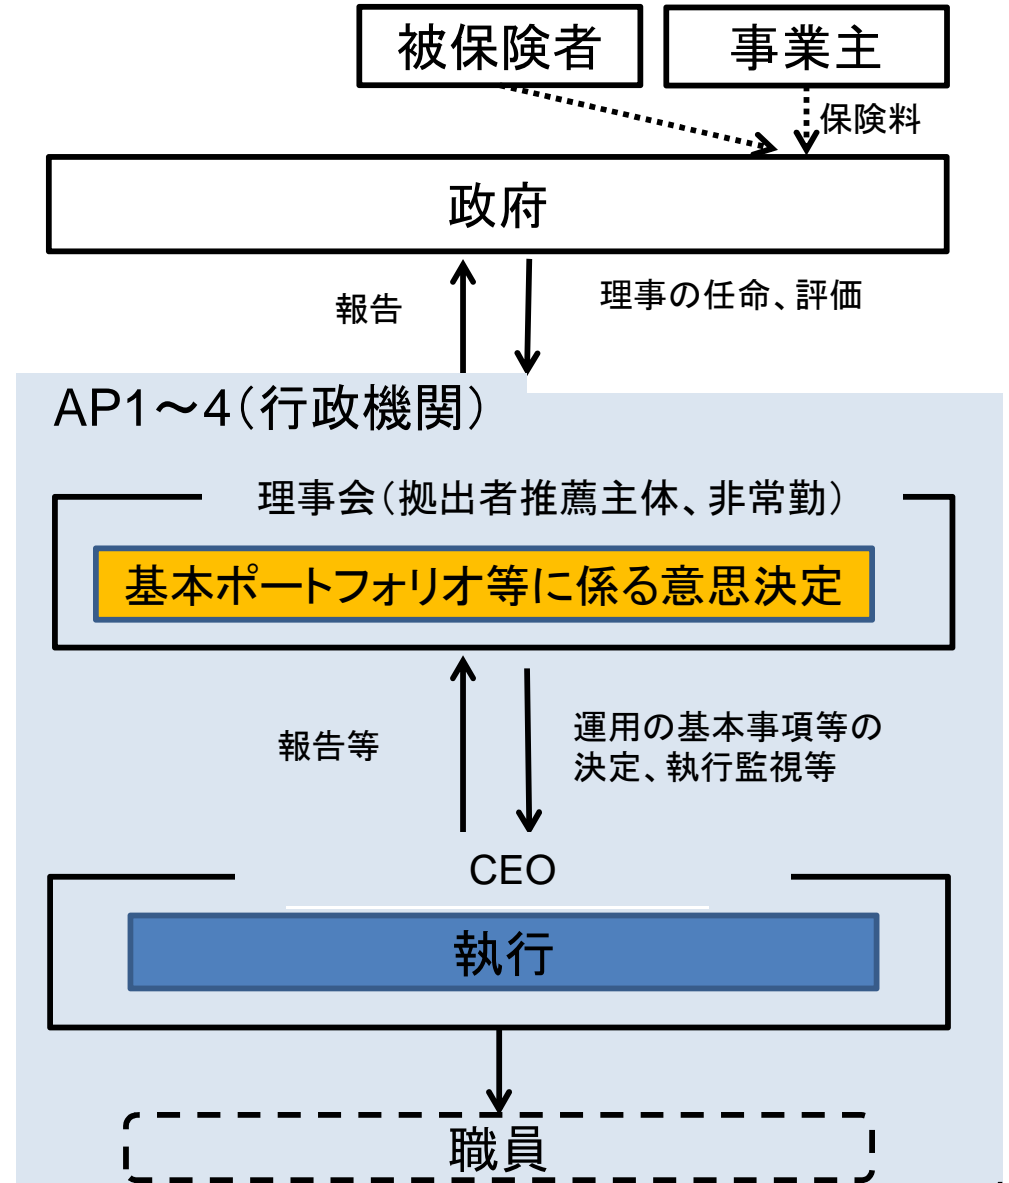 被保険者
事業主
保険料
政府
報告
理事の任命、評価
AP1～4（行政機関）
理事会（拠出者推薦主体、非常勤）
基本ポートフォリオ等に係る意思決定
報告等
運用の基本事項等の
決定、執行監視等
CEO
執行
職員